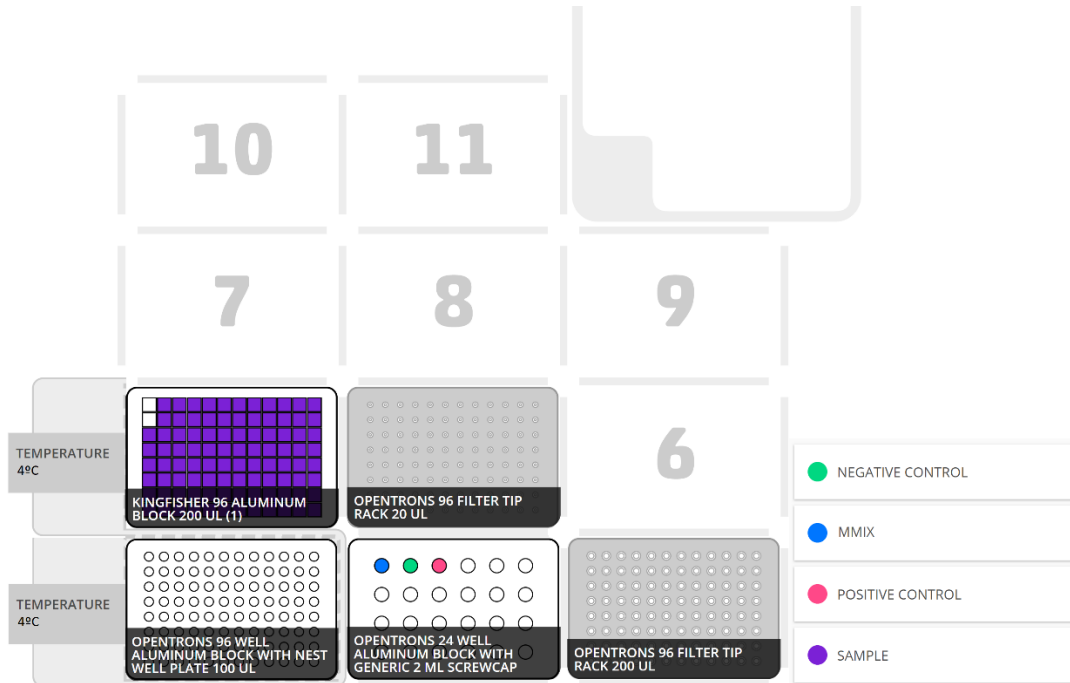 10
11
7
8
9
TEMPERATURE
4ºC
KINGFISHER 96 ALUMINUM
BLOCK 200 UL (1)
OPENTRONS 96 FILTER TIP
RACK 20 UL
6
TEMPERATURE
4ºC
OPENTRONS 96 WELL
ALUMINUM BLOCK WITH NEST
WELL PLATE 100 UL
OPENTRONS 24 WELL
ALUMINUM BLOCK WITH
GENERIC 2 ML SCREWCAP
OPENTRONS 96 FILTER TIP
RACK 200 UL
NEGATIVE CONTROL
MMIX
POSITIVE CONTROL
SAMPLE